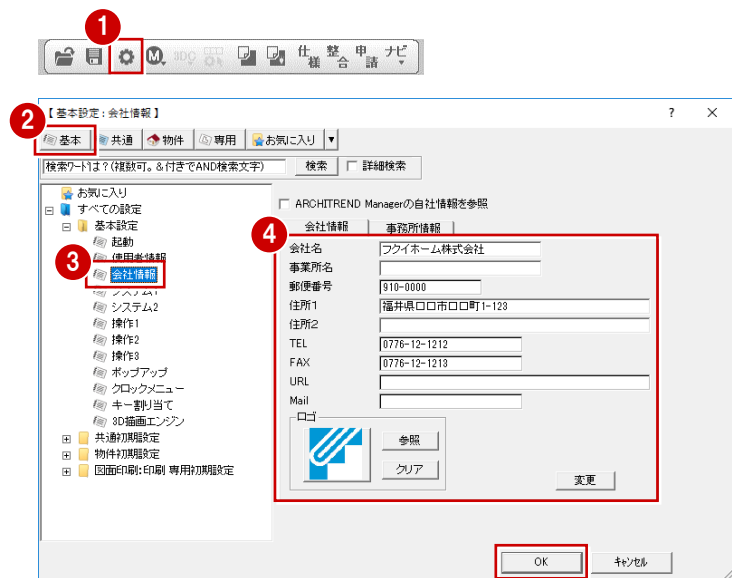 1
M 3DC 仕様 整合 申請 ナビ
【 基本設定 : 会社情報 】 ? ×
2
基本 共通 物件 専用 お気に入り ▼
検索ワードは？(複数可。&付きでAND検索文字) 検索 詳細検索
お気に入り
すべての設定
基本設定
起動
使用者情報
3
会社情報
システム1
システム2
操作1
操作2
操作3
ポップアップ
クロックメニュー
キー割り当て
3D描画エンジン
共通初期設定
物件初期設定
図面印刷:印刷 専用初期設定
ARCHITREND Managerの自社情報を参照
4
会社情報 事務所情報
会社名 フクイホーム株式会社
事業所名
郵便番号 910-0000
住所1 福井県口口市口口町1-123
住所2
TEL 0776-12-1212
FAX 0776-12-1213
URL
Mail
ロゴ
参照
クリア
変更
OK キャンセル